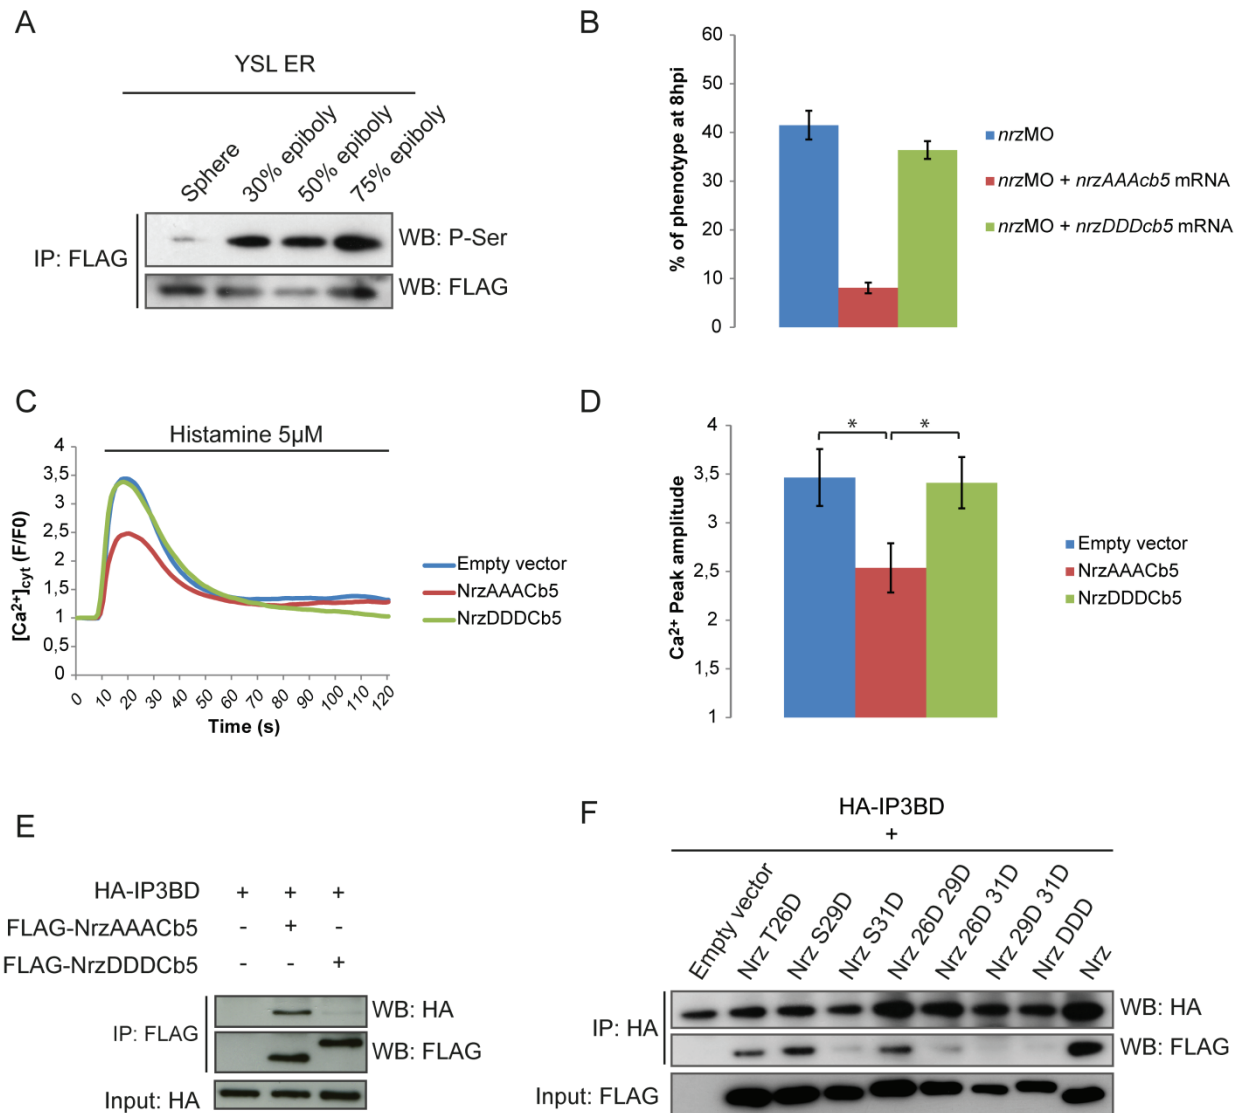 A
YSL ER
Sphere
30% epiboly
50% epiboly
75% epiboly
IP: FLAG
WB: P-Ser
WB: FLAG
B
% of phenotype at 8hpi
60
50
40
30
20
10
0
nrzMO
nrzMO + nrzAAAcb5 mRNA
nrzMO + nrzDDDcb5 mRNA
C
Histamine 5µM
[Ca²⁺]cyt (F/F0)
4
3,5
3
2,5
2
1,5
1
0,5
0
0 10 20 30 40 50 60 70 80 90 100 110 120
Time (s)
Empty vector
NrzAAACb5
NrzDDDCb5
D
Ca²⁺ Peak amplitude
4
3,5
3
2,5
2
1,5
1
* *
Empty vector
NrzAAACb5
NrzDDDCb5
E
HA-IP3BD + + +
FLAG-NrzAAACb5 - + -
FLAG-NrzDDDCb5 - - +
IP: FLAG
WB: HA
WB: FLAG
Input: HA
F
HA-IP3BD
+
Empty vector
Nrz T26D
Nrz S29D
Nrz S31D
Nrz 26D 29D
Nrz 26D 31D
Nrz 29D 31D
Nrz DDD
Nrz
IP: HA
WB: HA
WB: FLAG
Input: FLAG